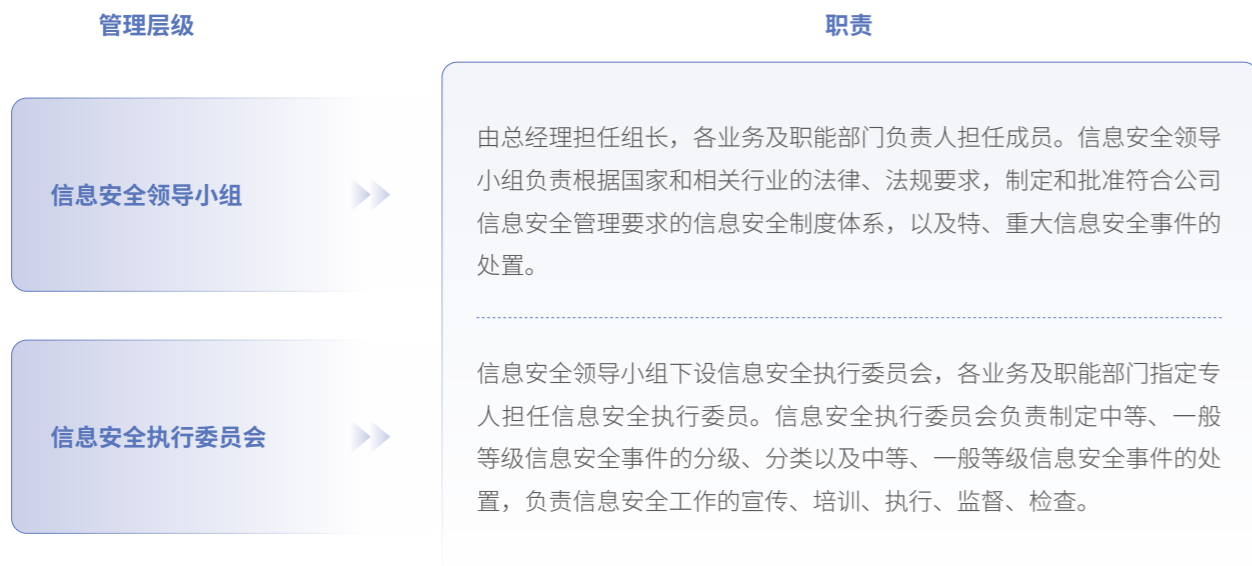 管理层级
职责
信息安全领导小组
由总经理担任组长，各业务及职能部门负责人担任成员。信息安全领导
小组负责根据国家和相关行业的法律、法规要求，制定和批准符合公司
信息安全管理要求的信息安全制度体系，以及特、重大信息安全事件的
处置。
信息安全执行委员会
信息安全领导小组下设信息安全执行委员会，各业务及职能部门指定专
人担任信息安全执行委员。信息安全执行委员会负责制定中等、一般
等级信息安全事件的分级、分类以及中等、一般等级信息安全事件的处
置，负责信息安全工作的宣传、培训、执行、监督、检查。